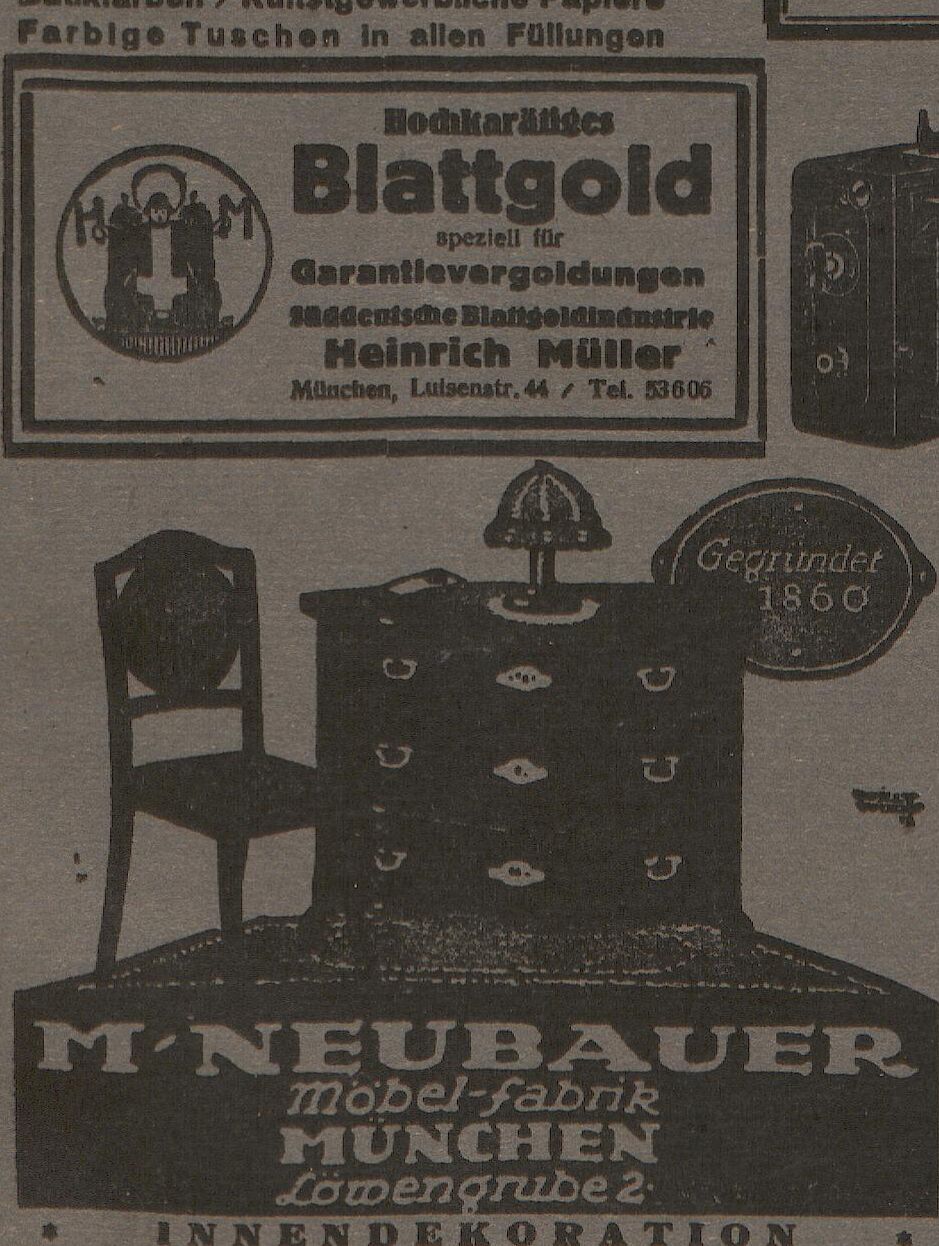 Farbige Tuschen in allen Füllungen
H M
Hochkarätiges
Blattgold
speziell für
Garantievergoldungen
Süddeutsche Blattgoldindustrie
Heinrich Müller
München, Luisenstr. 44 / Tel. 53606
Gegründet
1860
M·NEUBAUER
Möbel-fabrik
MÜNCHEN
Löwengrube 2·
* INNENDEKORATION *